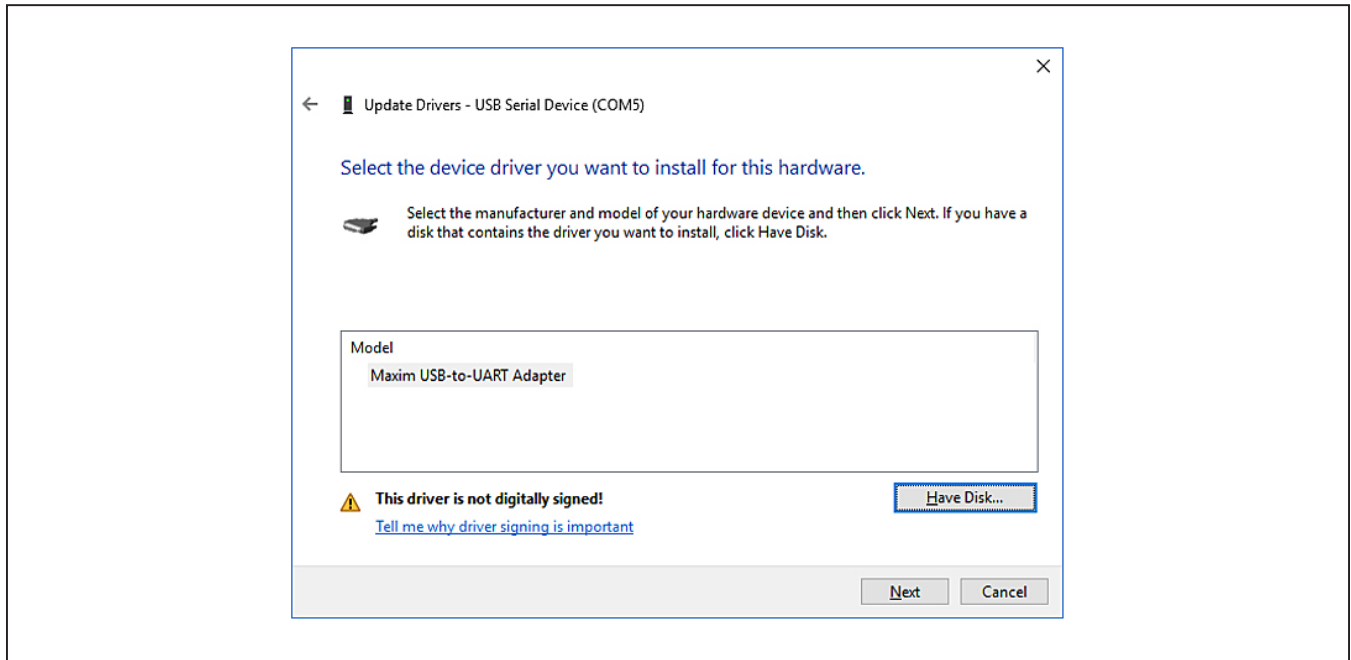 Update Drivers - USB Serial Device (COM5)
Select the device driver you want to install for this hardware.
Select the manufacturer and model of your hardware device and then click Next. If you have a
disk that contains the driver you want to install, click Have Disk.
Model
Maxim USB-to-UART Adapter
This driver is not digitally signed!
Have Disk...
Tell me why driver signing is important
Next
Cancel